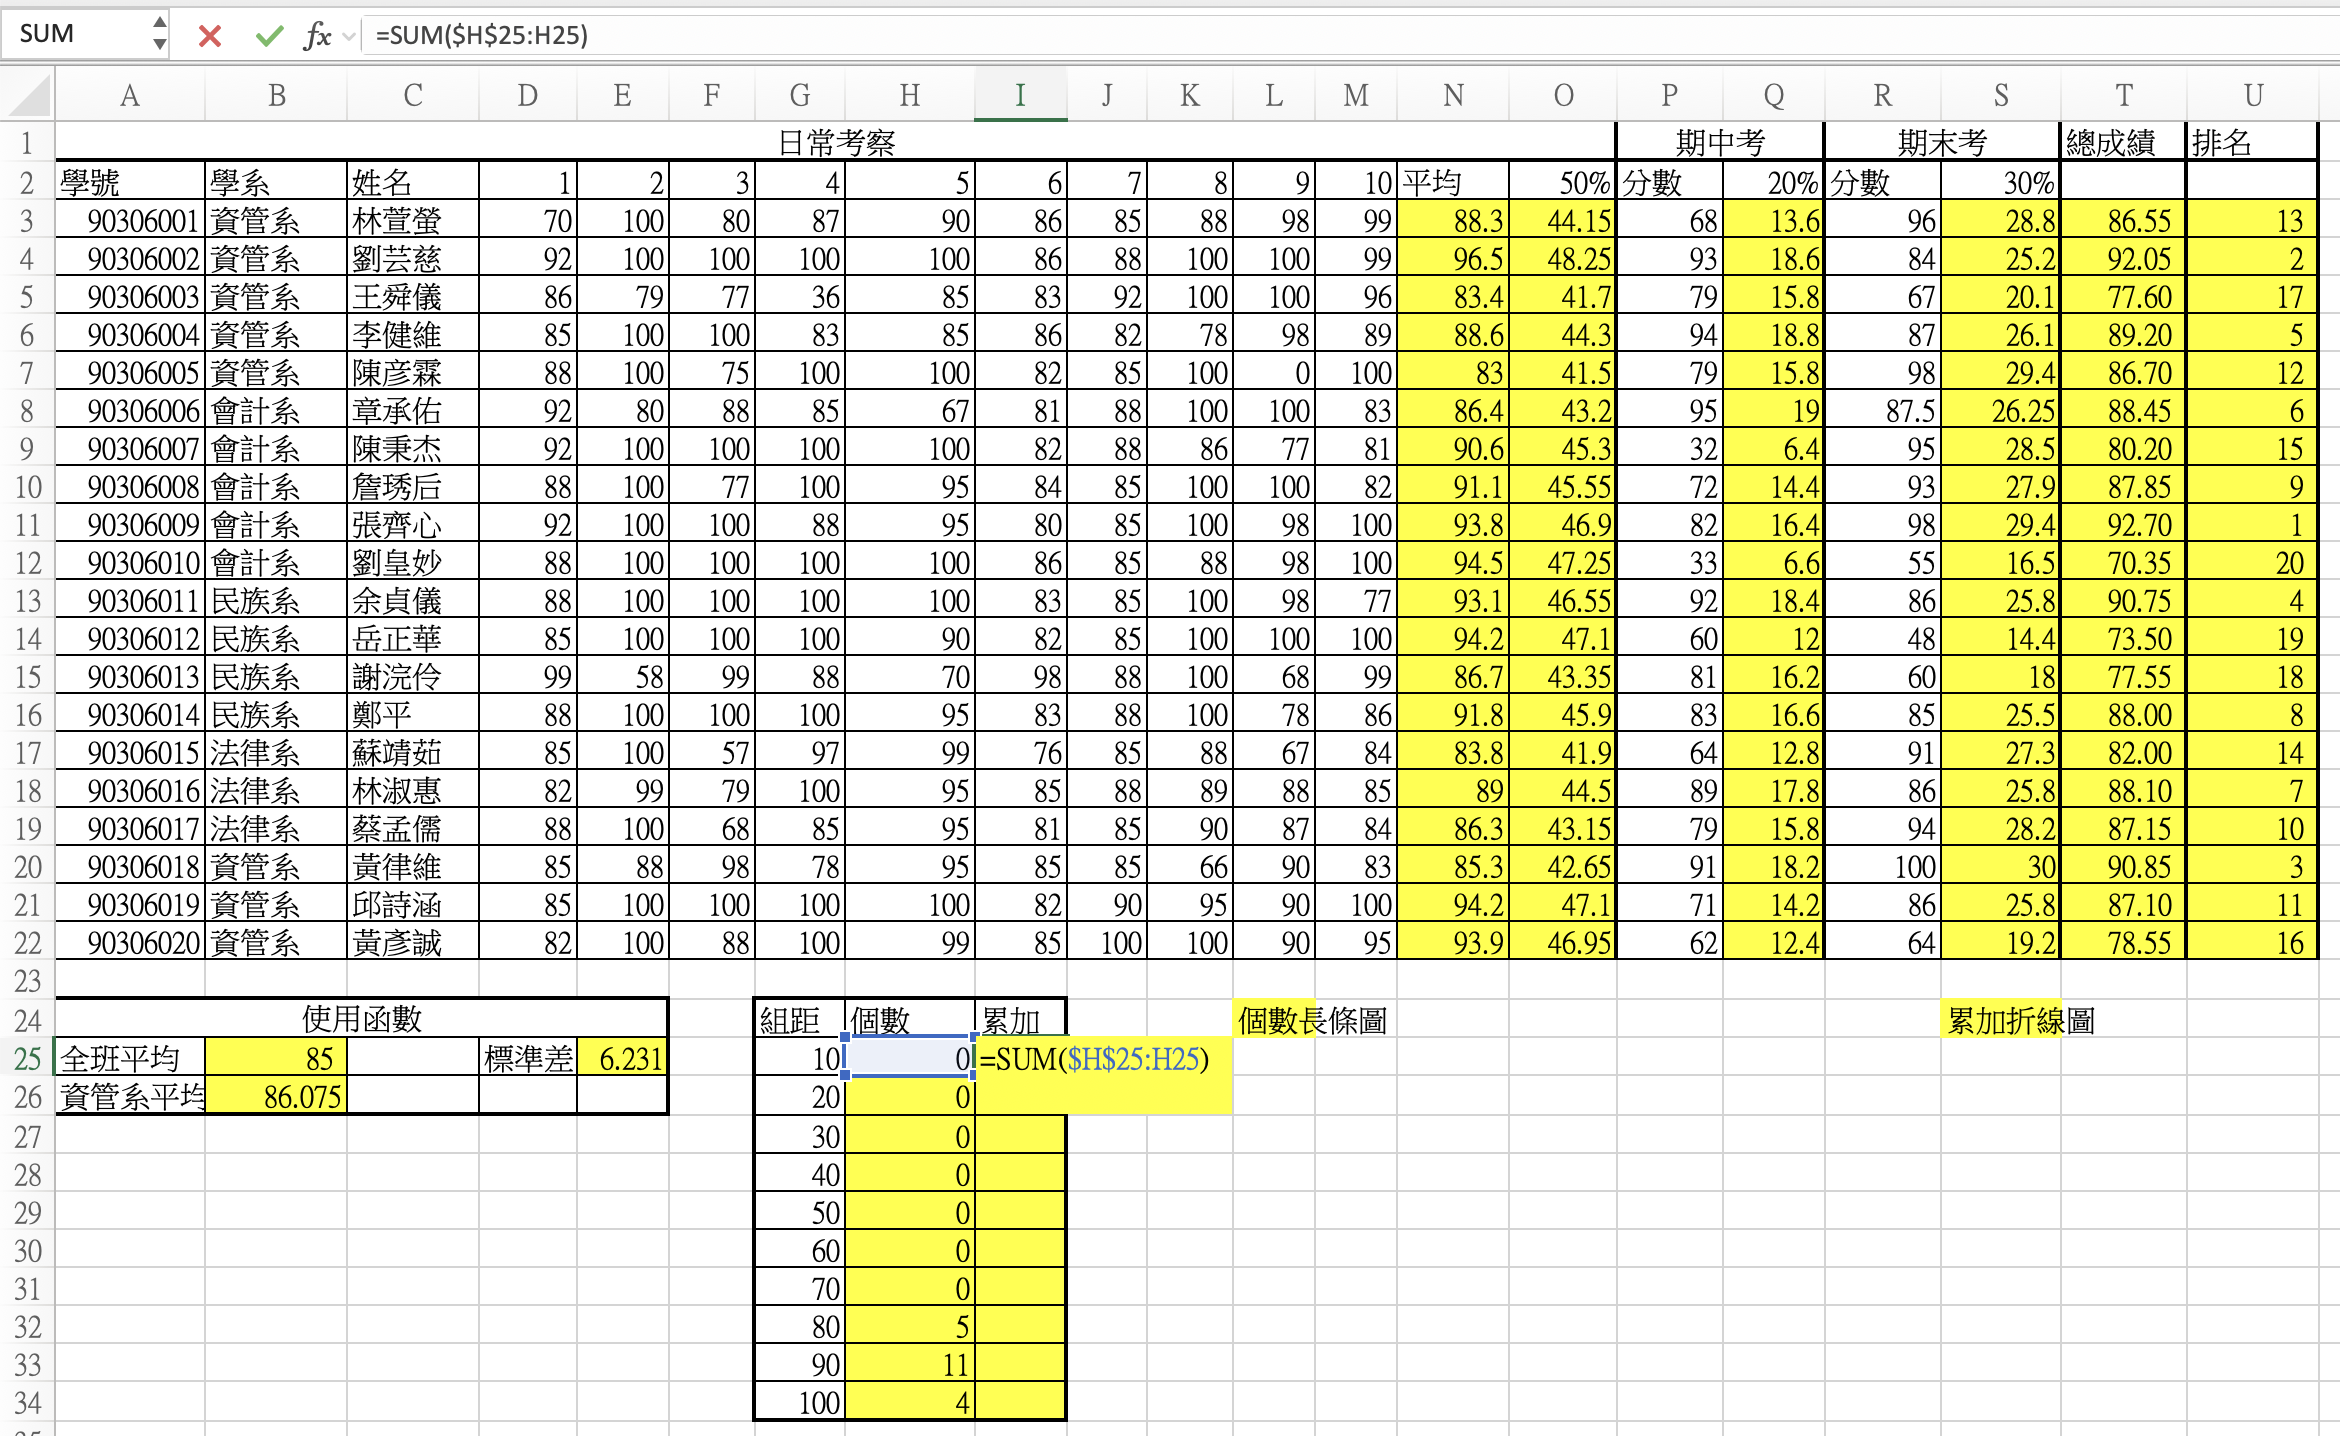 SUM fx =SUM($H$25:H25)
A B C D E F G H I J K L M N O P Q R S T U
1 日常考察 期中考 期末考 總成績 排名
2 學號 學系 姓名 1 2 3 4 5 6 7 8 9 10 平均 50% 分數 20% 分數 30%
3 90306001 資管系 林萱螢 70 100 80 87 90 86 85 88 98 99 88.3 44.15 68 13.6 96 28.8 86.55 13
4 90306002 資管系 劉芸慈 92 100 100 100 100 86 88 100 100 99 96.5 48.25 93 18.6 84 25.2 92.05 2
5 90306003 資管系 王舜儀 86 79 77 36 85 83 92 100 100 96 83.4 41.7 79 15.8 67 20.1 77.60 17
6 90306004 資管系 李健維 85 100 100 83 85 86 82 78 98 89 88.6 44.3 94 18.8 87 26.1 89.20 5
7 90306005 資管系 陳彦霖 88 100 75 100 100 82 85 100 0 100 83 41.5 79 15.8 98 29.4 86.70 12
8 90306006 會計系 章承佑 92 80 88 85 67 81 88 100 100 83 86.4 43.2 95 19 87.5 26.25 88.45 6
9 90306007 會計系 陳秉杰 92 100 100 100 100 82 88 86 77 81 90.6 45.3 32 6.4 95 28.5 80.20 15
10 90306008 會計系 詹琇后 88 100 77 100 95 84 85 100 100 82 91.1 45.55 72 14.4 93 27.9 87.85 9
11 90306009 會計系 張齊心 92 100 100 88 95 80 85 100 98 100 93.8 46.9 82 16.4 98 29.4 92.70 1
12 90306010 會計系 劉皇妙 88 100 100 100 100 86 85 88 98 100 94.5 47.25 33 6.6 55 16.5 70.35 20
13 90306011 民族系 余貞儀 88 100 100 100 100 83 85 100 98 77 93.1 46.55 92 18.4 86 25.8 90.75 4
14 90306012 民族系 岳正華 85 100 100 100 90 82 85 100 100 100 94.2 47.1 60 12 48 14.4 73.50 19
15 90306013 民族系 謝浣伶 99 58 99 88 70 98 88 100 68 99 86.7 43.35 81 16.2 60 18 77.55 18
16 90306014 民族系 鄭平 88 100 100 100 95 83 88 100 78 86 91.8 45.9 83 16.6 85 25.5 88.00 8
17 90306015 法律系 蘇靖茹 85 100 57 97 99 76 85 88 67 84 83.8 41.9 64 12.8 91 27.3 82.00 14
18 90306016 法律系 林淑惠 82 99 79 100 95 85 88 89 88 85 89 44.5 89 17.8 86 25.8 88.10 7
19 90306017 法律系 蔡孟儒 88 100 68 85 95 81 85 90 87 84 86.3 43.15 79 15.8 94 28.2 87.15 10
20 90306018 資管系 黃律維 85 88 98 78 95 85 85 66 90 83 85.3 42.65 91 18.2 100 30 90.85 3
21 90306019 資管系 邱詩涵 85 100 100 100 100 82 90 95 90 100 94.2 47.1 71 14.2 86 25.8 87.10 11
22 90306020 資管系 黃彥誠 82 100 88 100 99 85 100 100 90 95 93.9 46.95 62 12.4 64 19.2 78.55 16
23
24 使用函數 組距 個數 累加 個數長條圖 累加折線圖
25 全班平均 85 標準差 6.231 10 0 =SUM($H$25:H25)
26 資管系平均 86.075 20 0
27 30 0
28 40 0
29 50 0
30 60 0
31 70 0
32 80 5
33 90 11
34 100 4